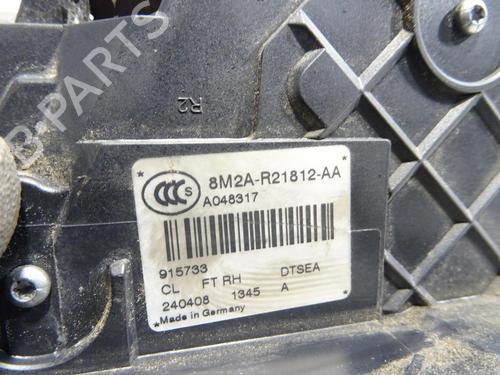 B-PARTS
R2
CCC S
8M2A-R21812-AA
A048317
915733
CL FT RH DTSEA
240408 1345 A
Made in Germany